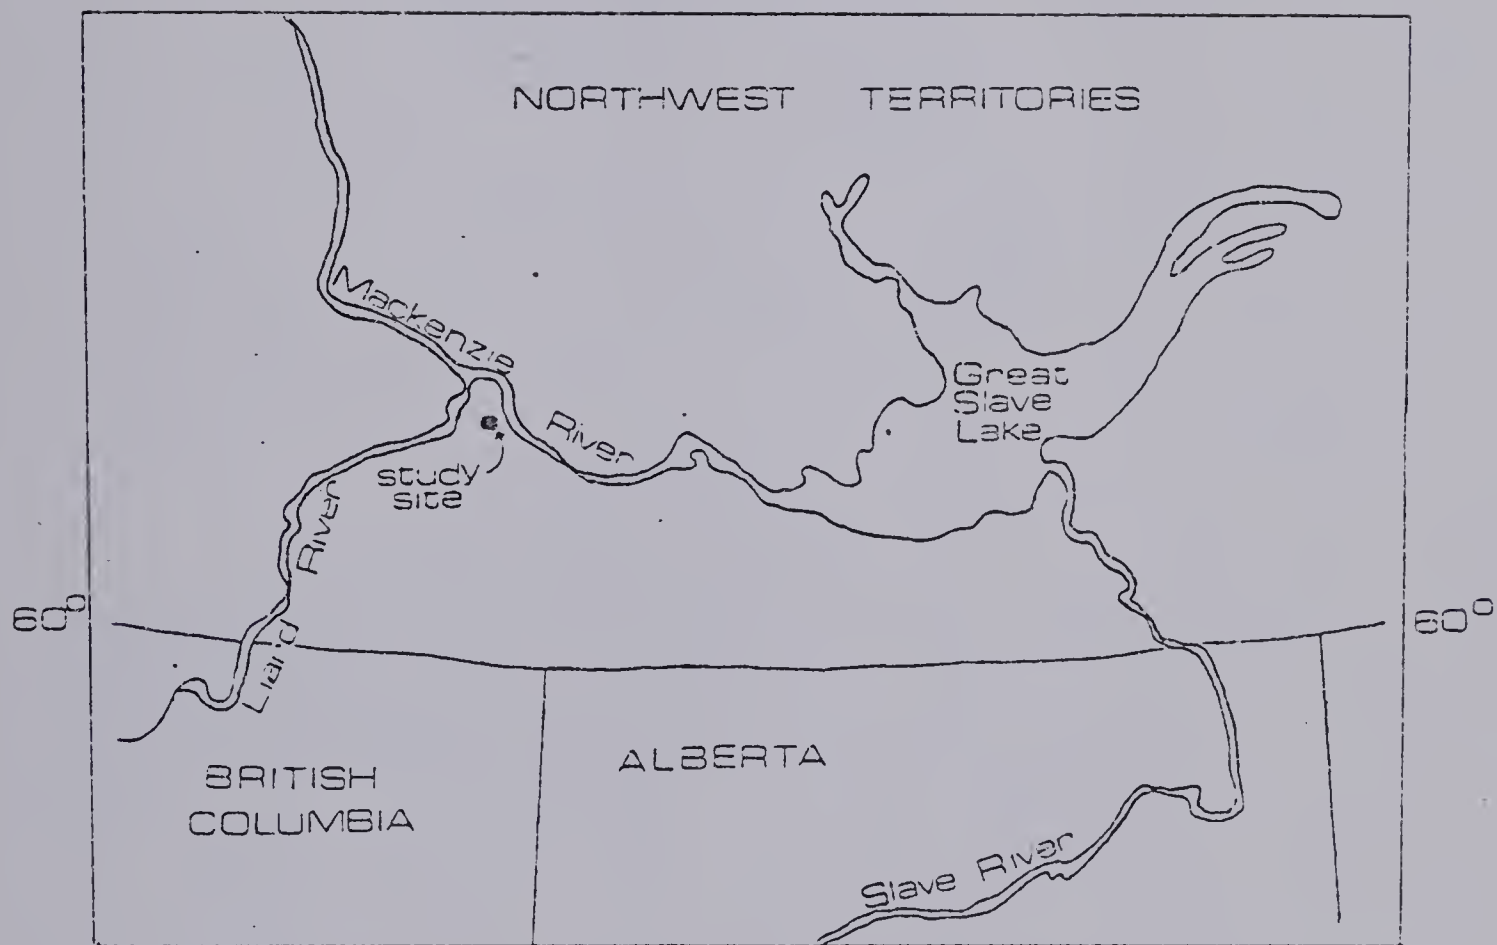 NORTHWEST TERRITORIES
Mackenzie
River
Great
Slave
Lake
study
site
River
Liard
60°
60°
BRITISH
COLUMBIA
ALBERTA
Slave River